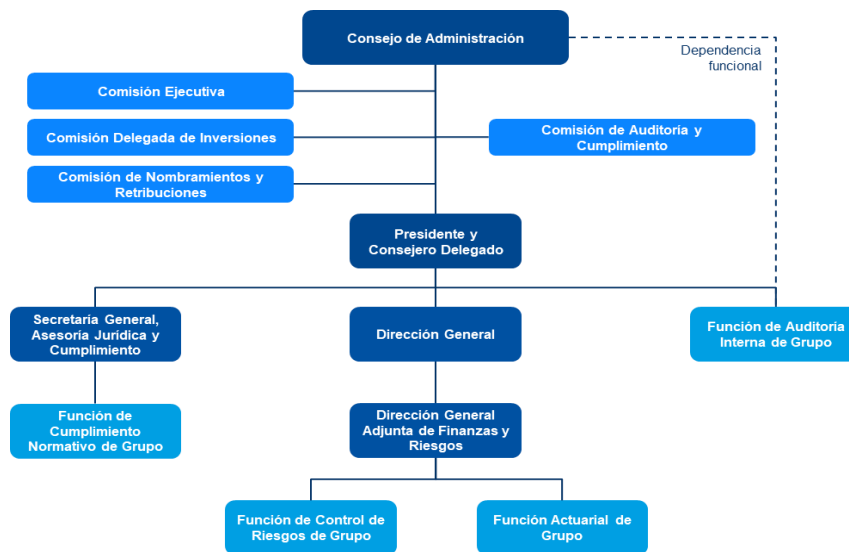 Consejo de Administración
Dependencia
funcional
Comisión Ejecutiva
Comisión Delegada de Inversiones
Comisión de Auditoría y
Cumplimiento
Comisión de Nombramientos y
Retribuciones
Presidente y
Consejero Delegado
Secretaría General,
Asesoría Jurídica y
Cumplimiento
Dirección General
Función de Auditoría
Interna de Grupo
Función de
Cumplimiento
Normativo de Grupo
Dirección General
Adjunta de Finanzas y
Riesgos
Función de Control de
Riesgos de Grupo
Función Actuarial de
Grupo